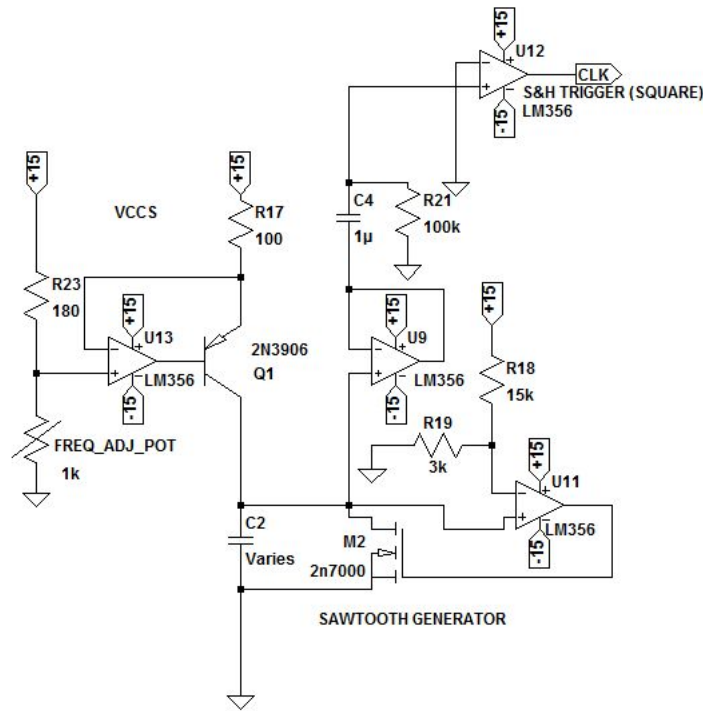 +15
U12
CLK
S&H TRIGGER (SQUARE)
-15
LM356
+15
VCCS
+15
R17
100
C4
1µ
R21
100k
R23
180
+15
U13
LM356
-15
2N3906
Q1
+15
U9
LM356
-15
+15
R18
15k
FREQ_ADJ_POT
1k
R19
3k
+15
U11
LM356
-15
C2
Varies
M2
2n7000
SAWTOOTH GENERATOR